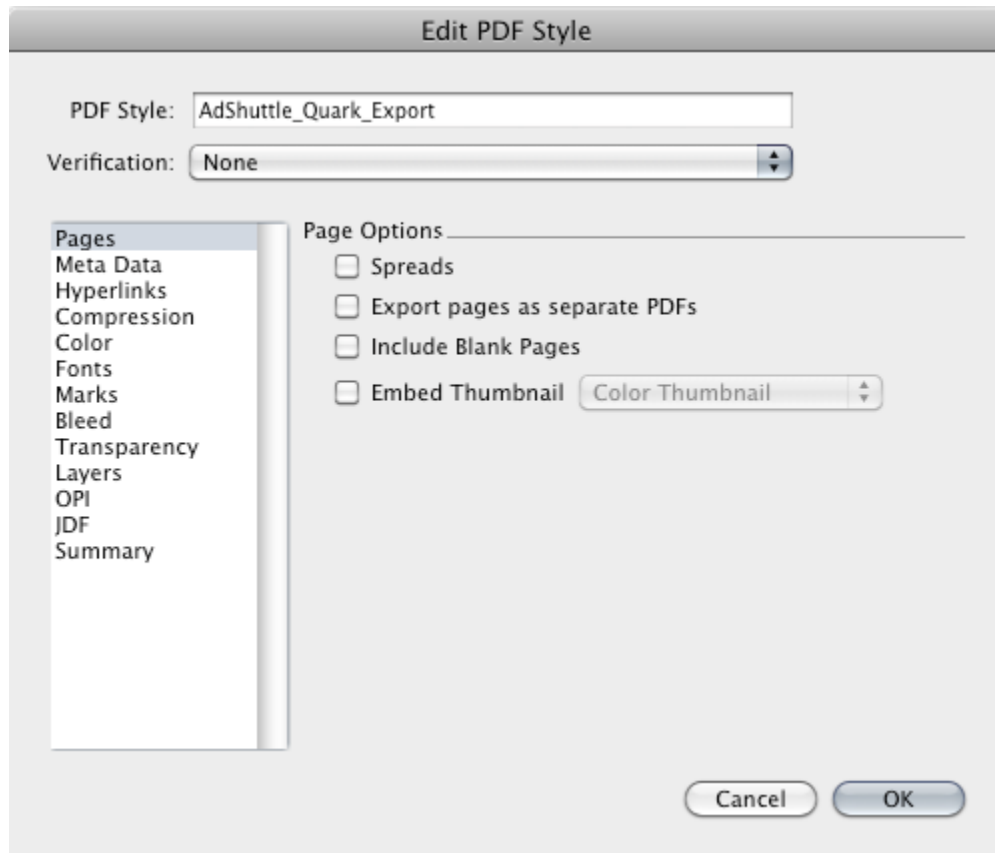 Edit PDF Style
PDF Style: AdShuttle_Quark_Export
Verification: None
Pages
Meta Data
Hyperlinks
Compression
Color
Fonts
Marks
Bleed
Transparency
Layers
OPI
JDF
Summary
Page Options
Spreads
Export pages as separate PDFs
Include Blank Pages
Embed Thumbnail Color Thumbnail
Cancel OK